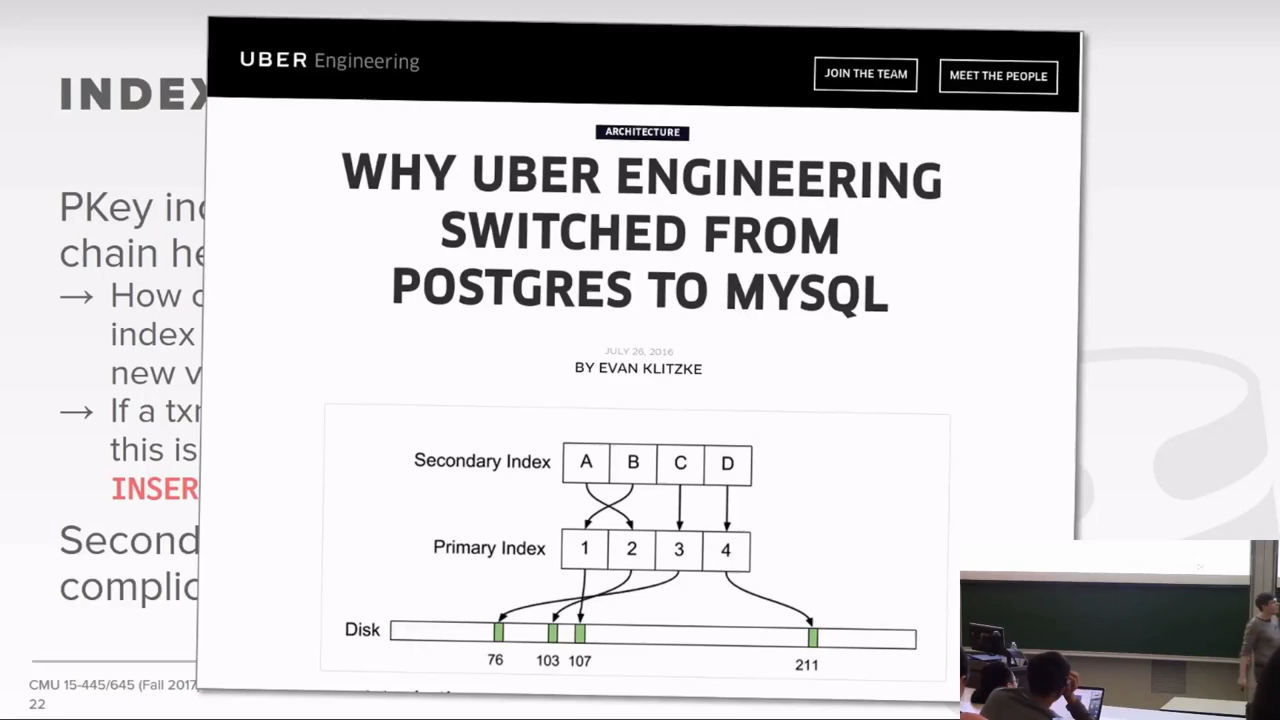 INDEX
PKey ind
chain he
→ How c
index
new v
→ If a txn
this is
INSER
Second
complic
CMU 15-445/645 (Fall 2017
22
UBER Engineering
JOIN THE TEAM
MEET THE PEOPLE
ARCHITECTURE
WHY UBER ENGINEERING
SWITCHED FROM
POSTGRES TO MYSQL
JULY 26, 2016
BY EVAN KLITZKE
Secondary Index A B C D
Primary Index 1 2 3 4
Disk
76 103 107 211